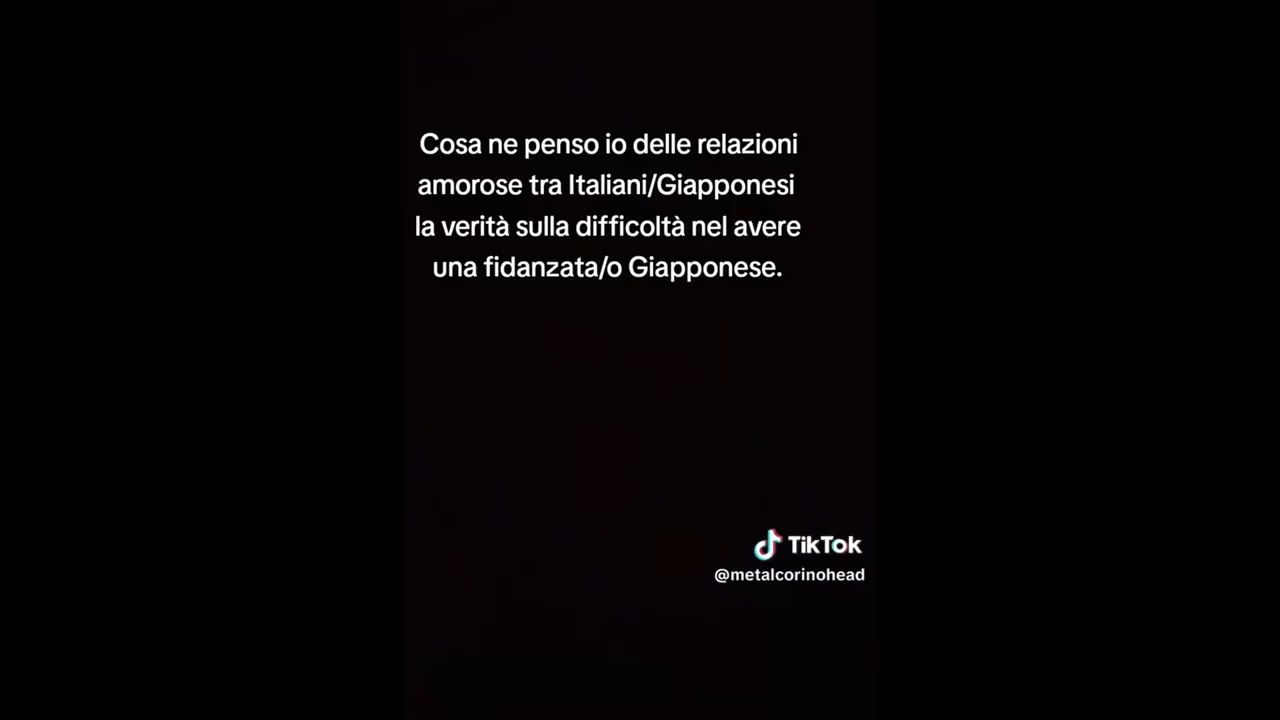 Cosa ne penso io delle relazioni
amorose tra Italiani/Giapponesi
la verità sulla difficoltà nel avere
una fidanzata/o Giapponese.
TikTok
@metalcorinohead